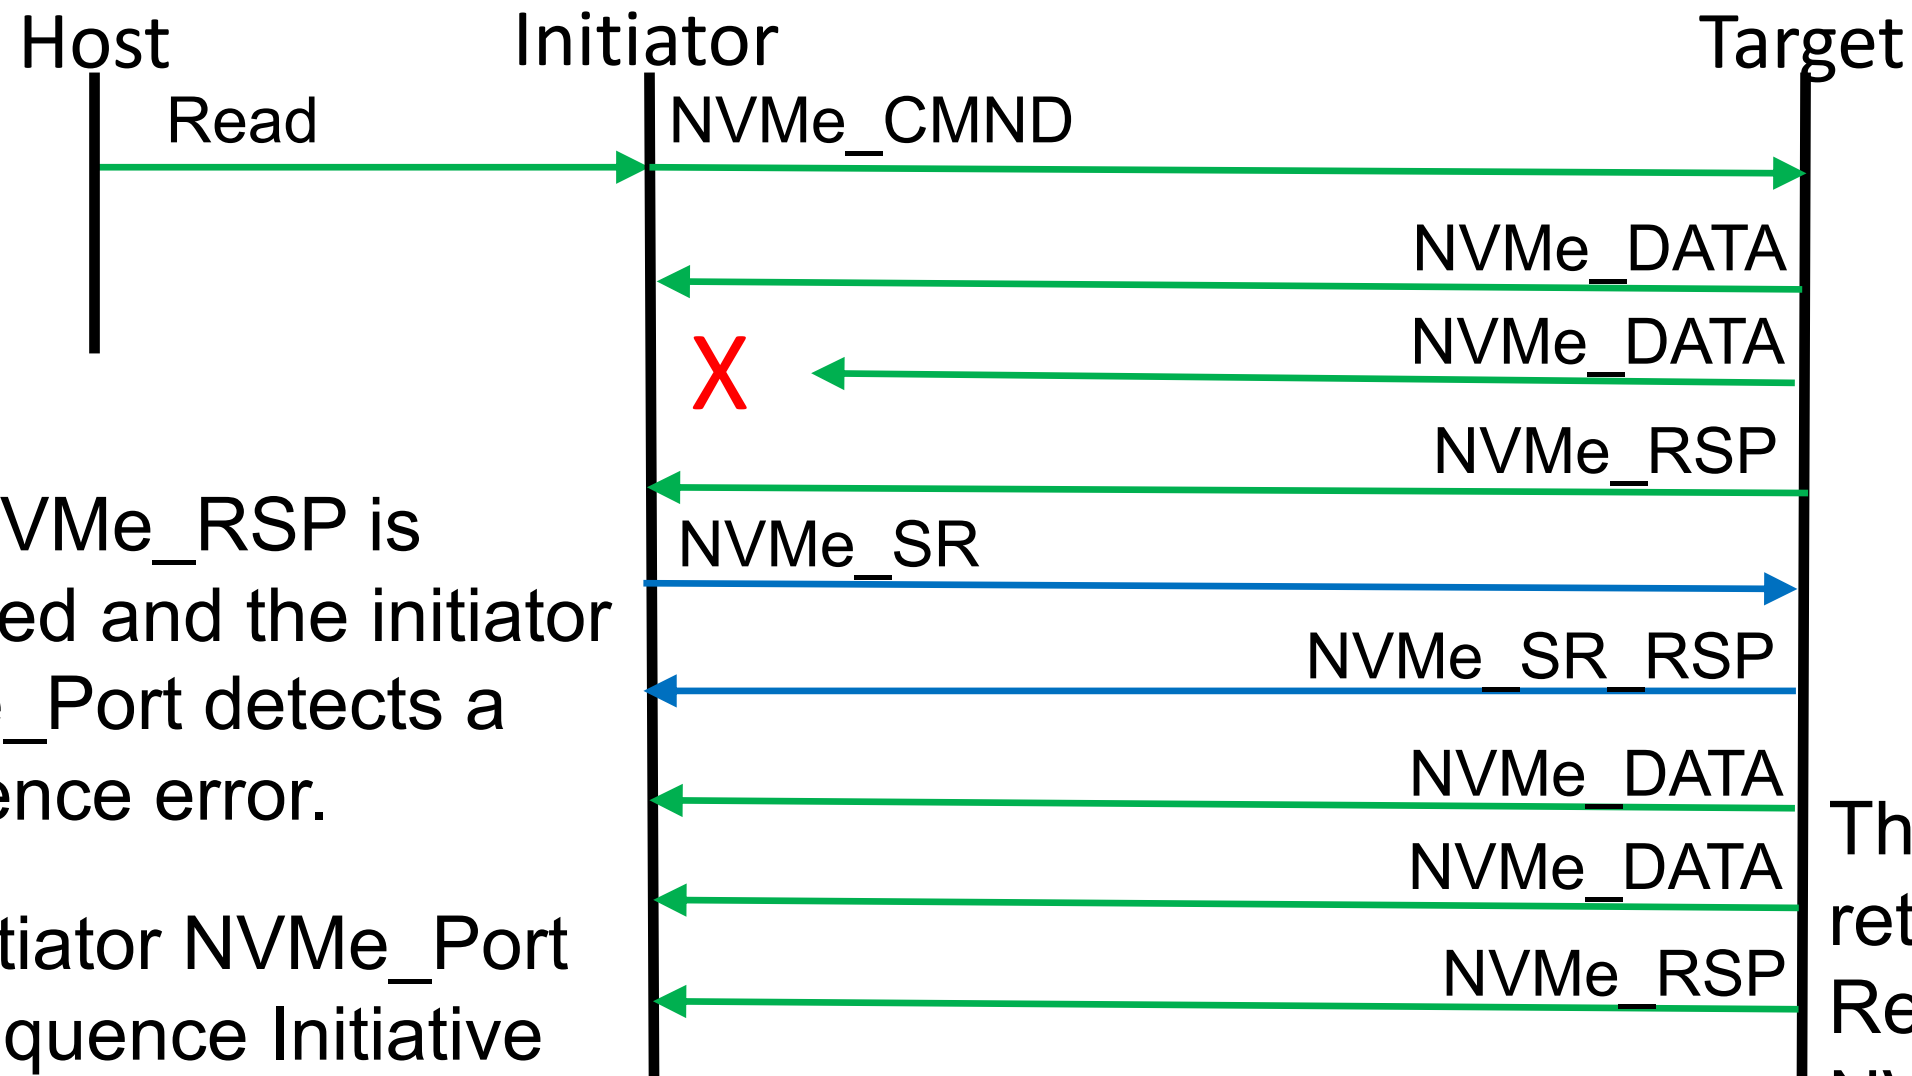 Host Initiator Target
Read NVMe_CMND
NVMe_DATA
NVMe_DATA
X
NVMe_RSP
VMe_RSP is
NVMe_SR
ed and the initiator
NVMe_SR_RSP
_Port detects a
NVMe_DATA
ence error.
Th
NVMe_DATA
ret
tiator NVMe_Port
NVMe_RSP
Re
quence Initiative